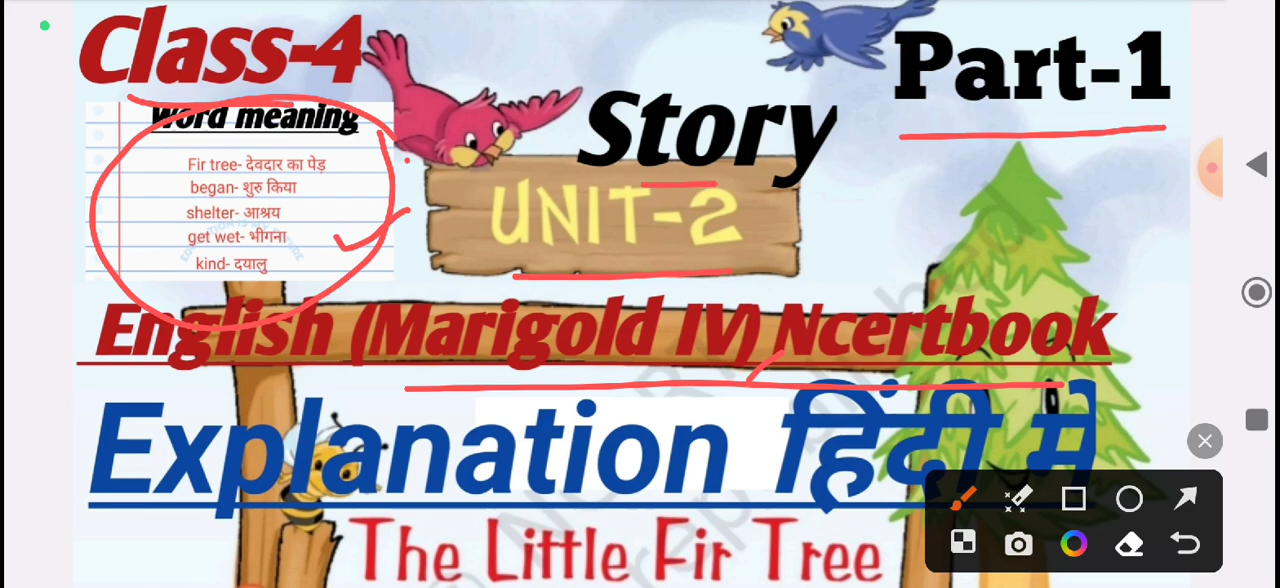 Class-4
Part-1
Story
Word meaning
Fir tree- देवदार का पेड़
began- शुरु किया
shelter- आश्रय
get wet- भीगना
kind- दयालु
UNIT-2
English (Marigold IV) Ncertbook
Explanation हिंदी में
The Little Fir Tree